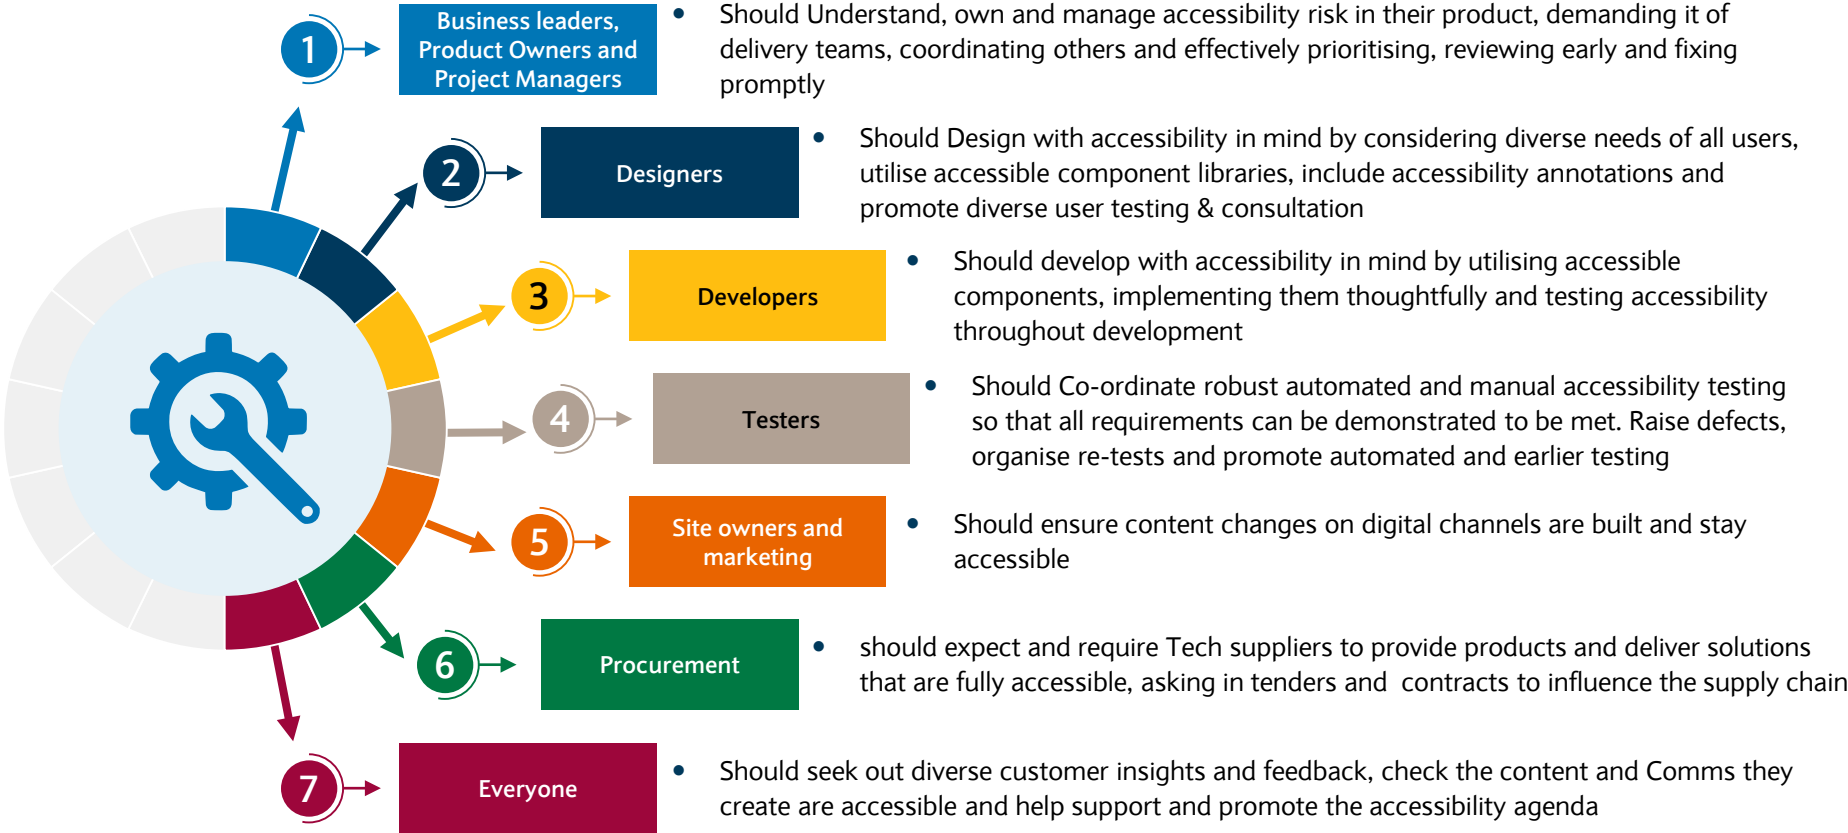 1
Business leaders,
Product Owners and
Project Managers
• Should Understand, own and manage accessibility risk in their product, demanding it of
delivery teams, coordinating others and effectively prioritising, reviewing early and fixing
promptly
2
Designers
• Should Design with accessibility in mind by considering diverse needs of all users,
utilise accessible component libraries, include accessibility annotations and
promote diverse user testing & consultation
3
Developers
• Should develop with accessibility in mind by utilising accessible
components, implementing them thoughtfully and testing accessibility
throughout development
4
Testers
• Should Co-ordinate robust automated and manual accessibility testing
so that all requirements can be demonstrated to be met. Raise defects,
organise re-tests and promote automated and earlier testing
5
Site owners and
marketing
• Should ensure content changes on digital channels are built and stay
accessible
6
Procurement
• should expect and require Tech suppliers to provide products and deliver solutions
that are fully accessible, asking in tenders and contracts to influence the supply chain
7
Everyone
• Should seek out diverse customer insights and feedback, check the content and Comms they
create are accessible and help support and promote the accessibility agenda